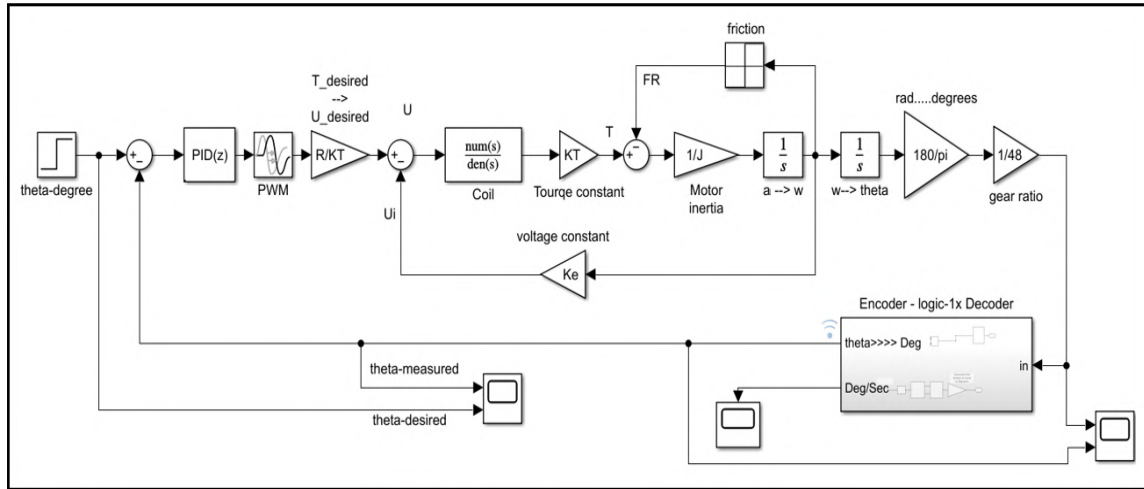 friction
FR
T_desired
-->
U_desired
U
T
rad.....degrees
theta-degree
+
-
PID(z)
PWM
R/KT
+
-
num(s)
den(s)
Coil
KT
Tourqe constant
+
-
1/J
Motor
inertia
1
s
a --> w
1
s
w--> theta
180/pi
1/48
gear ratio
Ui
voltage constant
Ke
Encoder - logic-1x Decoder
theta>>>> Deg
in
Deg/Sec
theta-measured
theta-desired